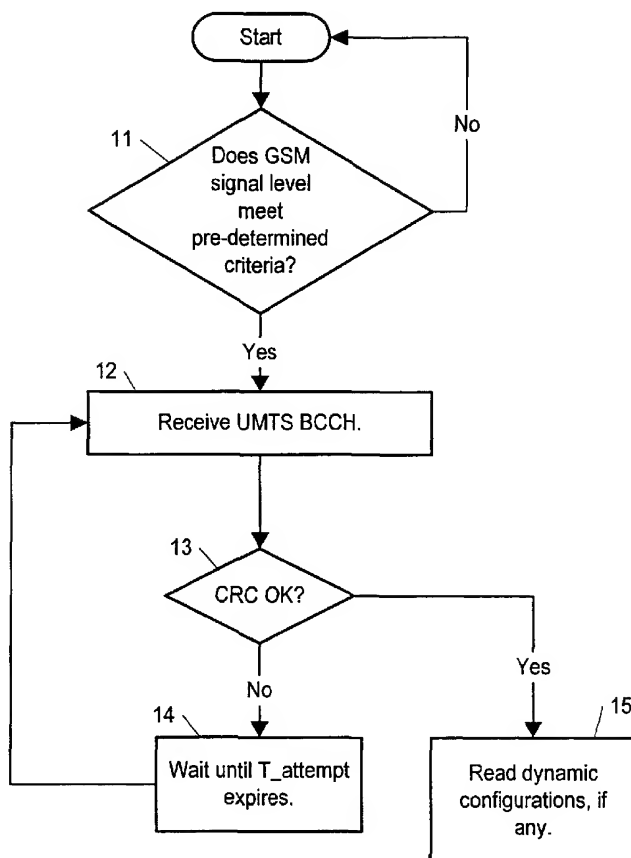 Start
No
11
Does GSM
signal level
meet
pre-determined
criteria?
Yes
12
Receive UMTS BCCH.
13
CRC OK?
Yes
No
14
15
Wait until T_attempt
expires.
Read dynamic
configurations, if
any.